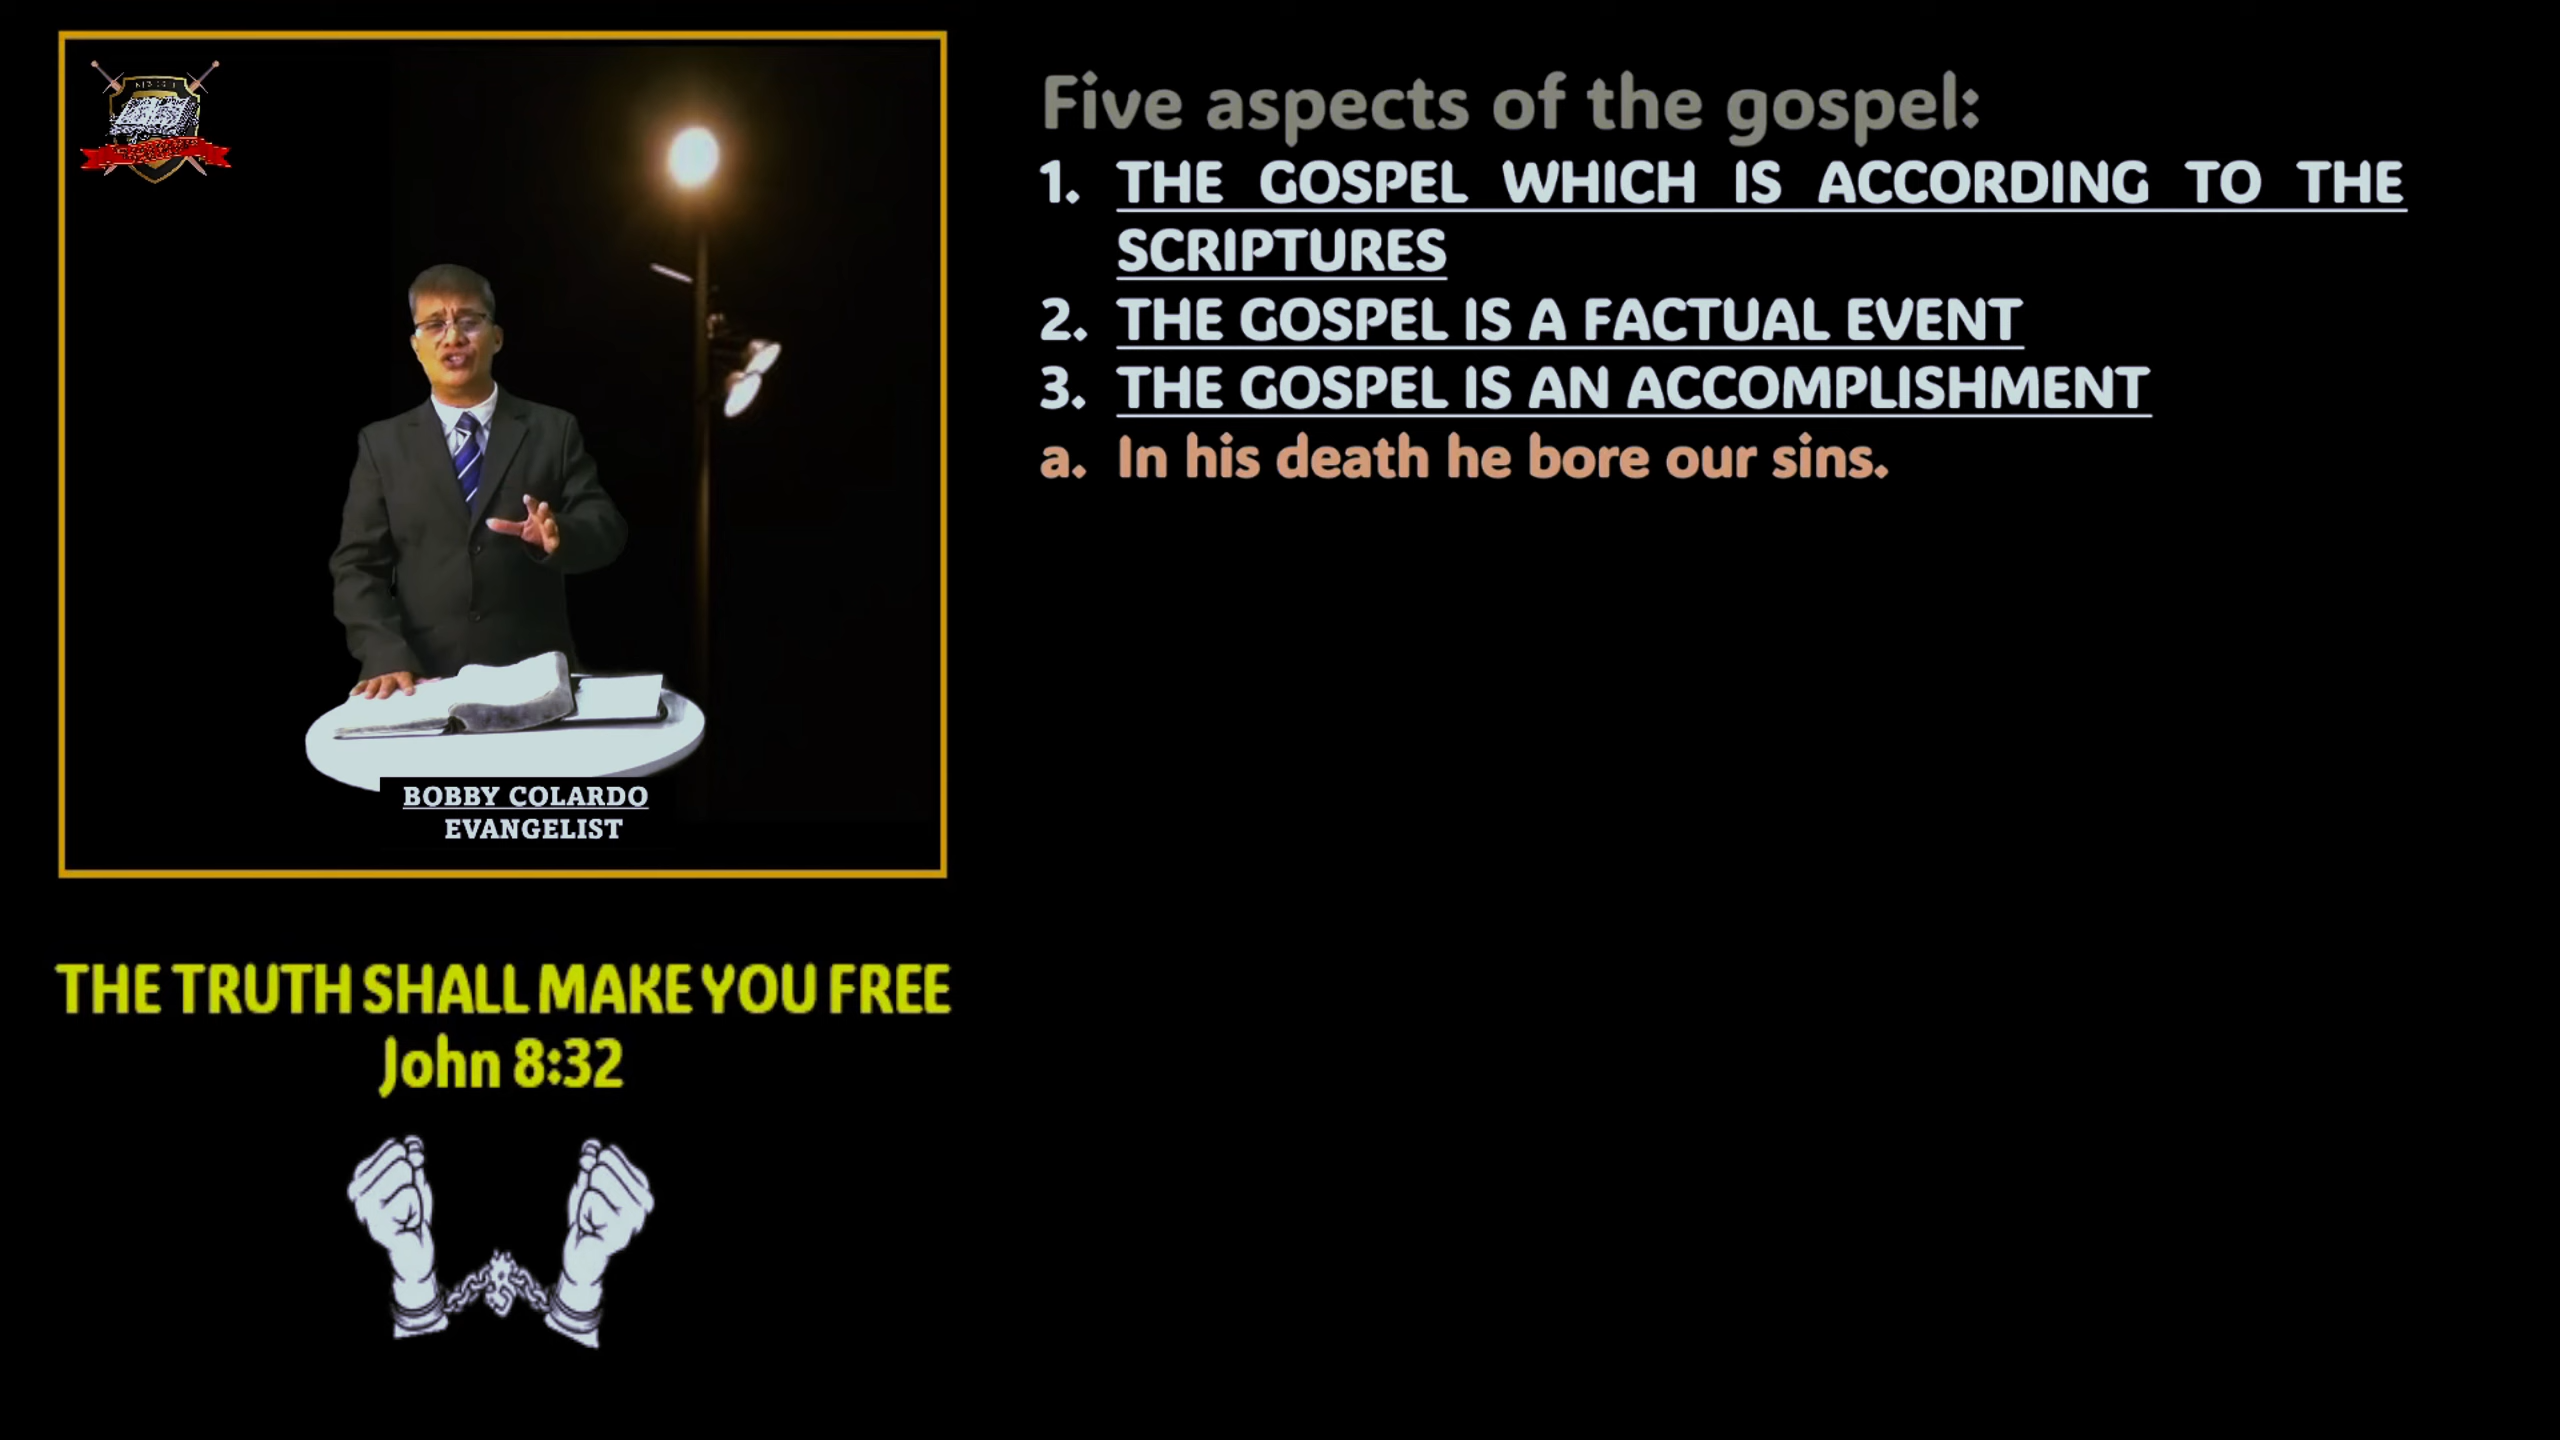 BOBBY COLARDO
EVANGELIST
THE TRUTH SHALL MAKE YOU FREE
John 8:32
Five aspects of the gospel:
1. THE GOSPEL WHICH IS ACCORDING TO THE
SCRIPTURES
2. THE GOSPEL IS A FACTUAL EVENT
3. THE GOSPEL IS AN ACCOMPLISHMENT
a. In his death he bore our sins.